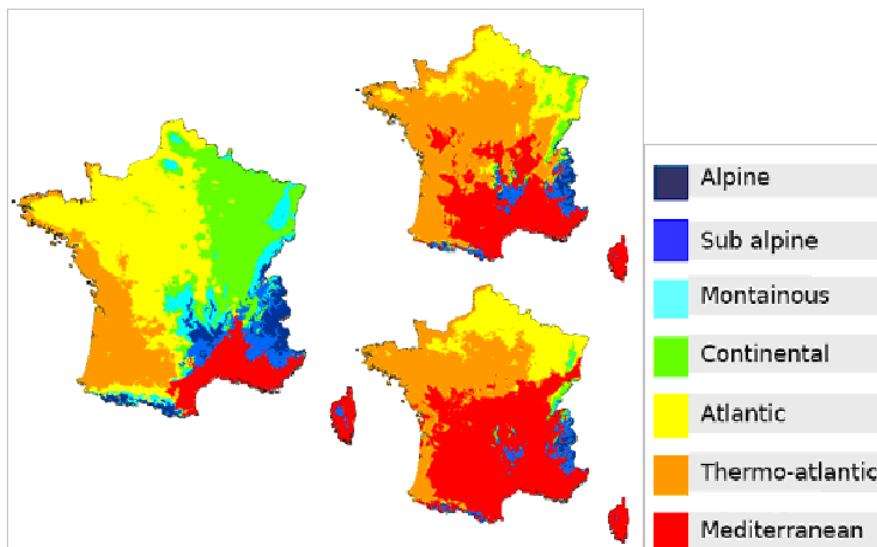 Alpine
Sub alpine
Montainous
Continental
Atlantic
Thermo-atlantic
Mediterranean